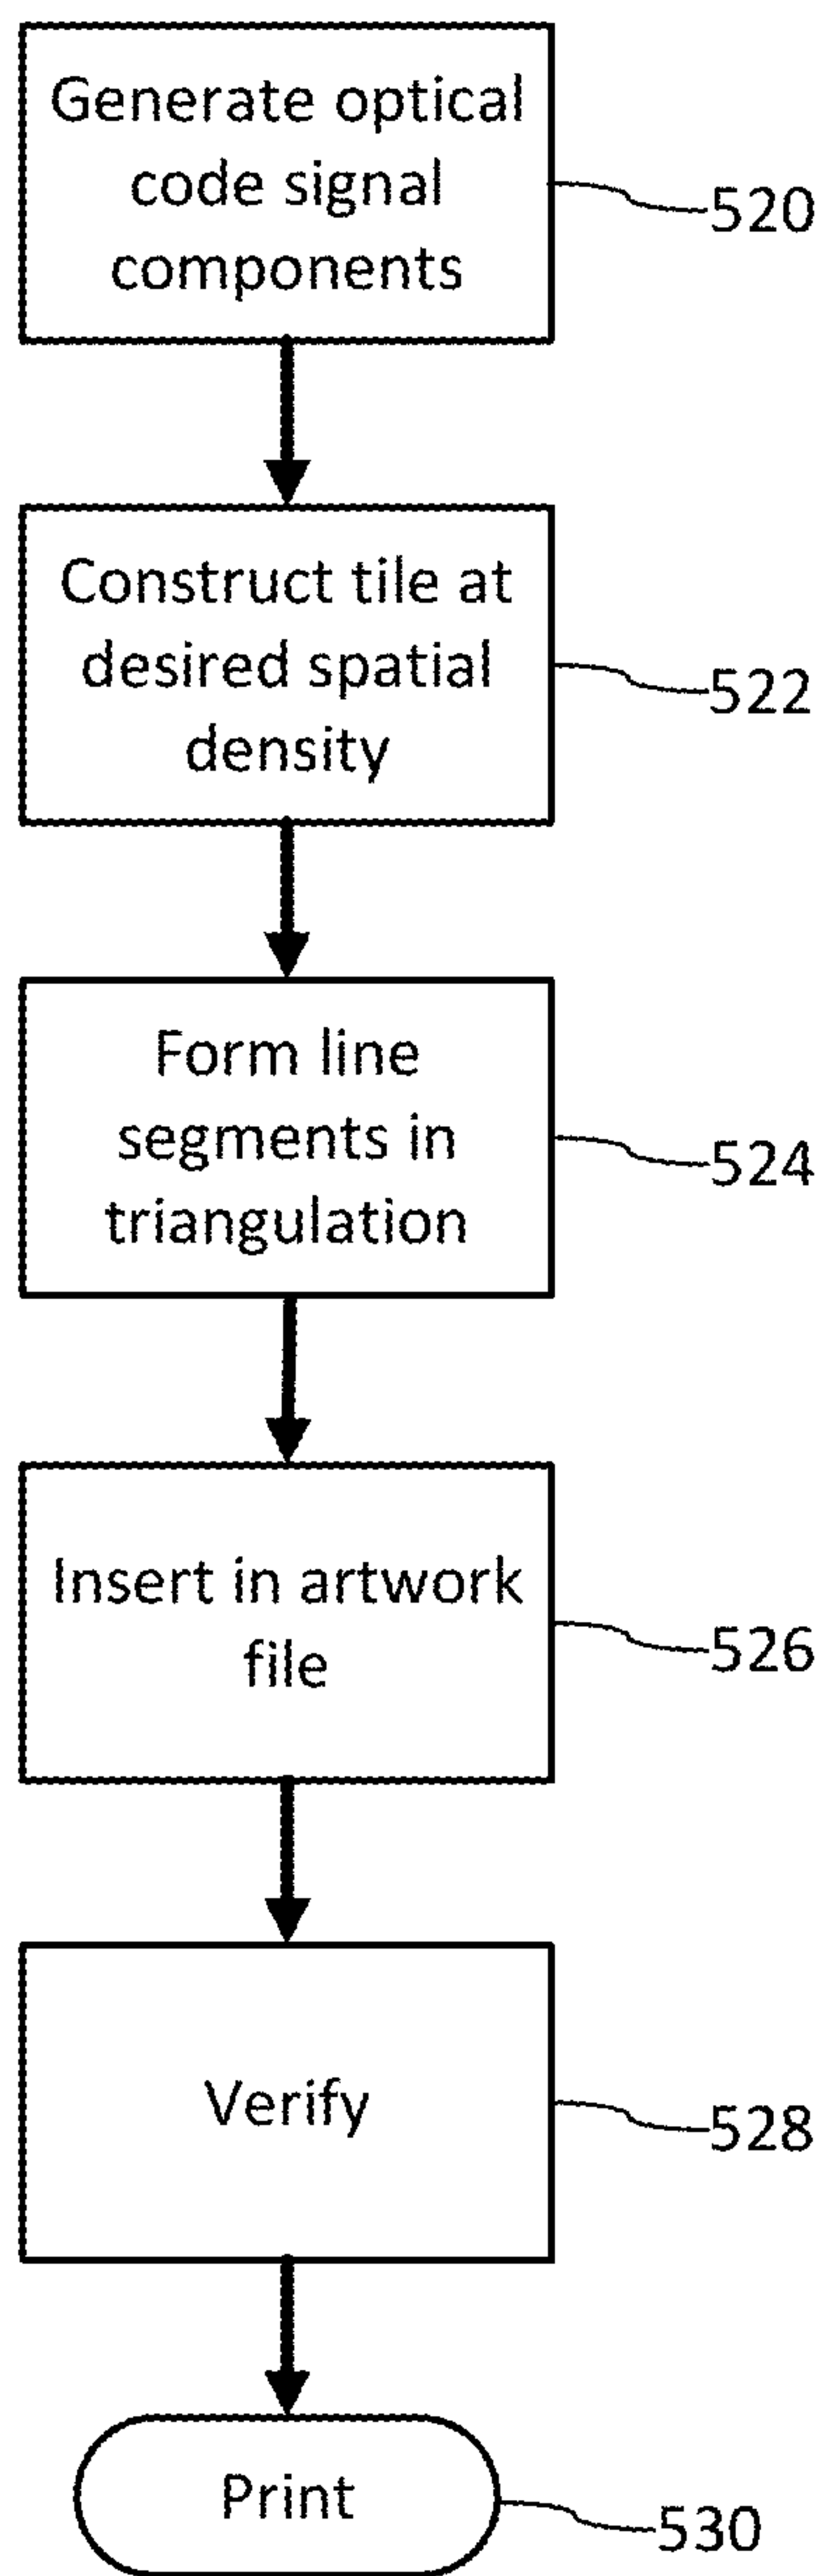 Generate optical
code signal
components
520
Construct tile at
desired spatial
density
522
Form line
segments in
triangulation
524
Insert in artwork
file
526
Verify
528
Print
530